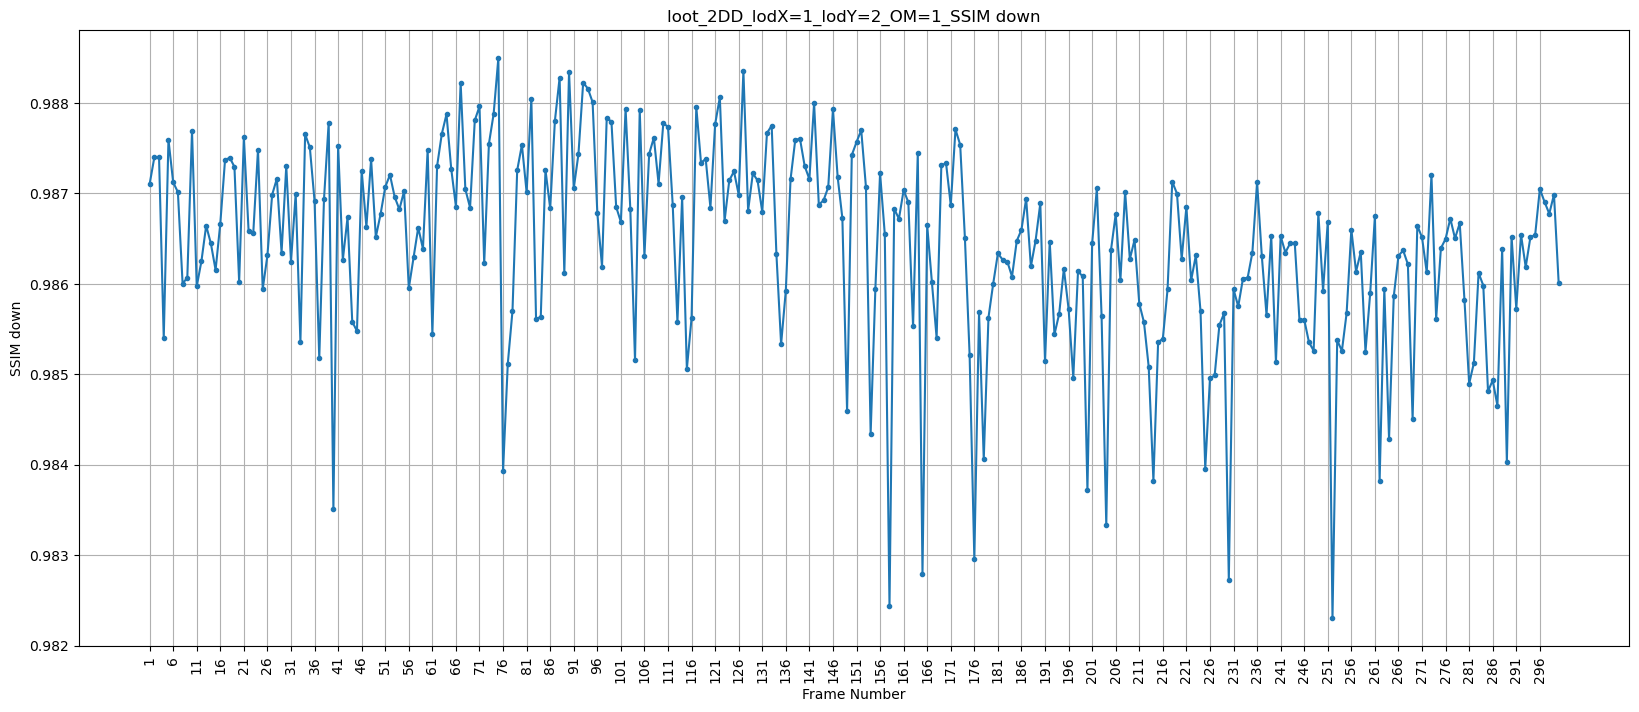 loot_2DD_lodX=1_lodY=2_OM=1_SSIM down
SSIM down
0.988
0.987
0.986
0.985
0.984
0.983
0.982
1 6 11 16 21 26 31 36 41 46 51 56 61 66 71 76 81 86 91 96 101 106 111 116 121 126 131 136 141 146 151 156 161 166 171 176 181 186 191 196 201 206 211 216 221 226 231 236 241 246 251 256 261 266 271 276 281 286 291 296
Frame Number